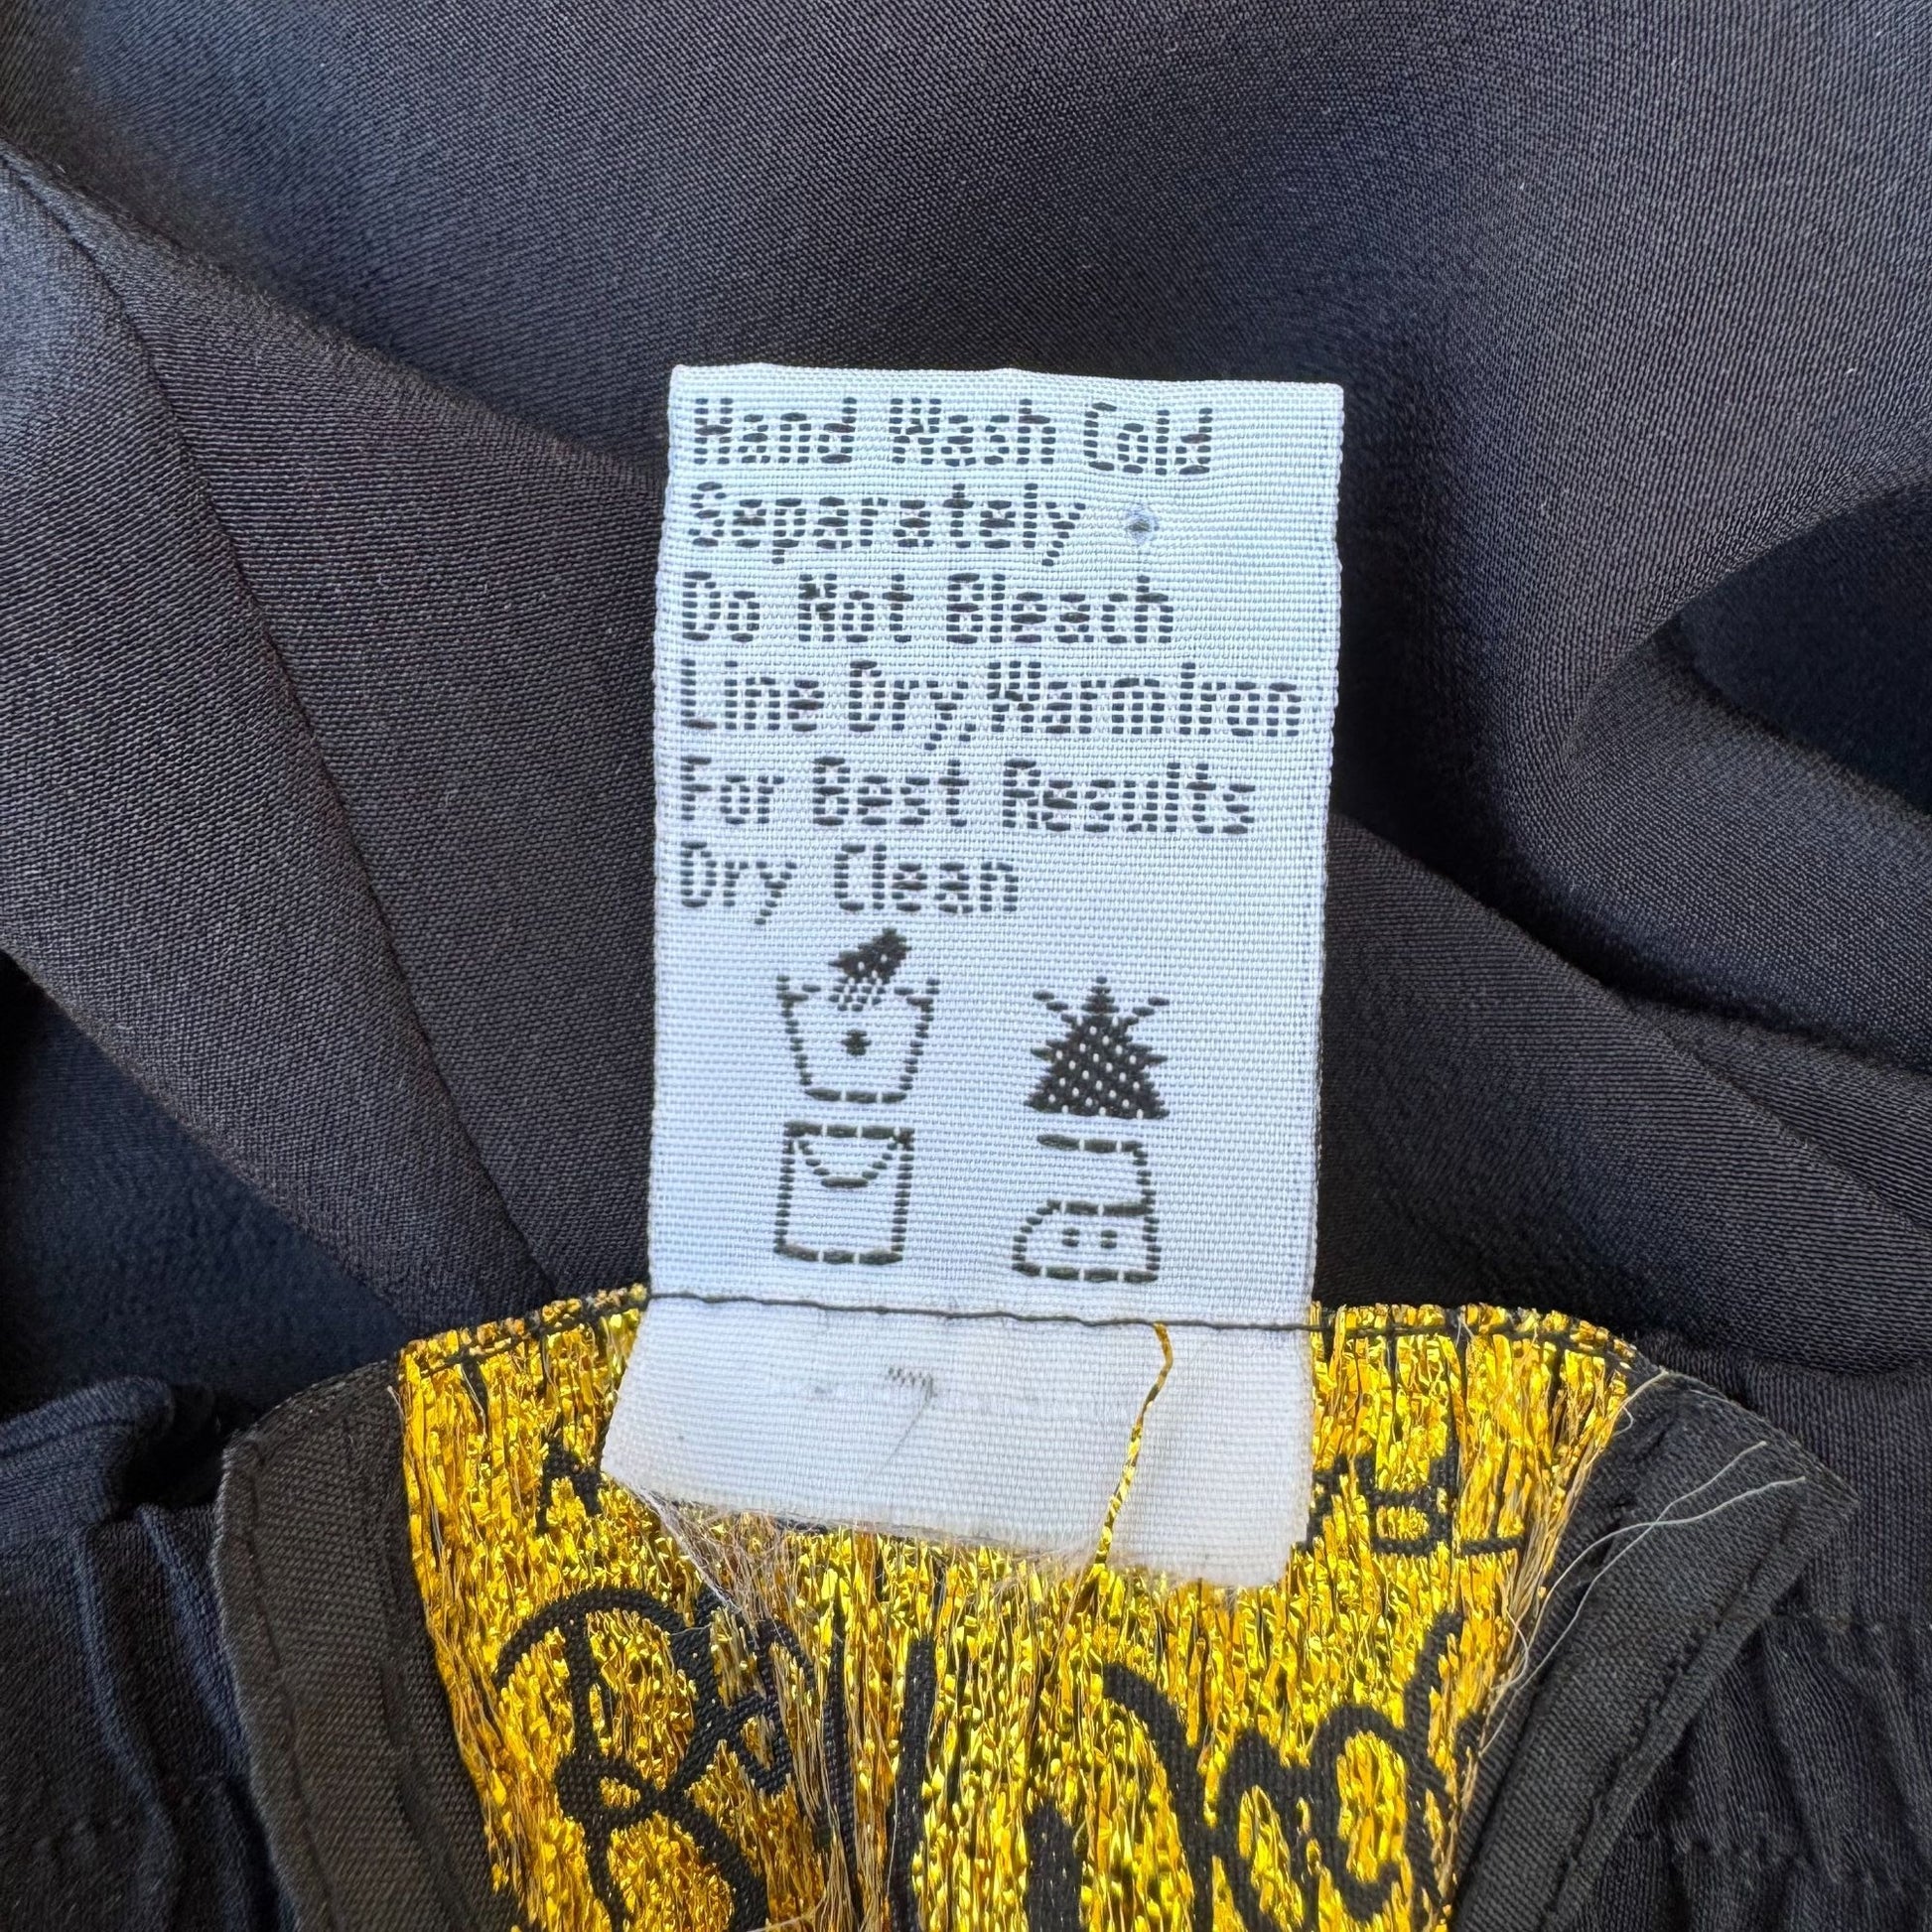 Hand Wash Cold
Separately
Do Not Bleach
Line Dry,Warm Iron
For Best Results
Dry Clean